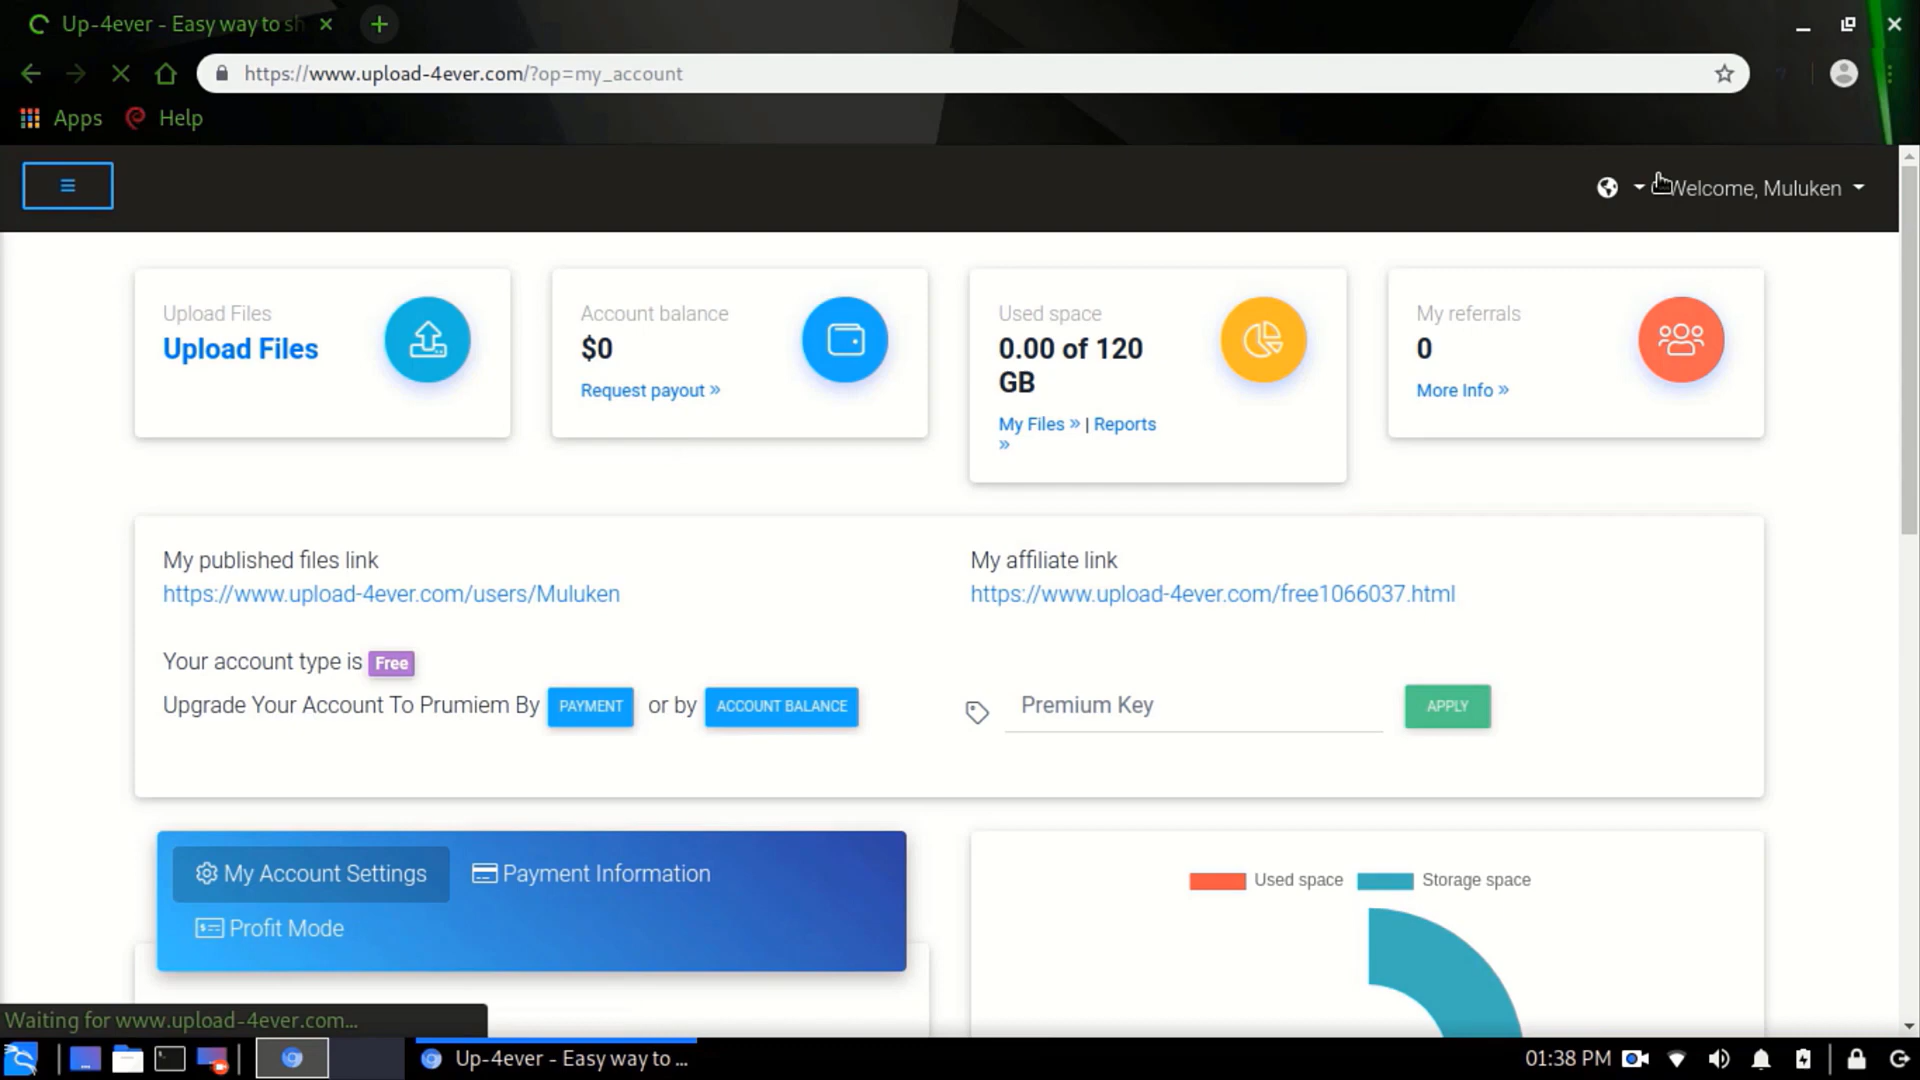 Up-4ever - Easy way to sh
https://www.upload-4ever.com/?op=my_account
Apps
Help
Welcome, Muluken
Upload Files
Upload Files
Account balance
$0
Request payout »
Used space
0.00 of 120
GB
My Files » | Reports
»
My referrals
0
More Info »
My published files link
https://www.upload-4ever.com/users/Muluken
My affiliate link
https://www.upload-4ever.com/free1066037.html
Your account type is Free
Upgrade Your Account To Prumiem By PAYMENT or by ACCOUNT BALANCE
Premium Key
APPLY
My Account Settings
Payment Information
Profit Mode
Used space
Storage space
Waiting for www.upload-4ever.com...
Up-4ever - Easy way to ...
01:38 PM